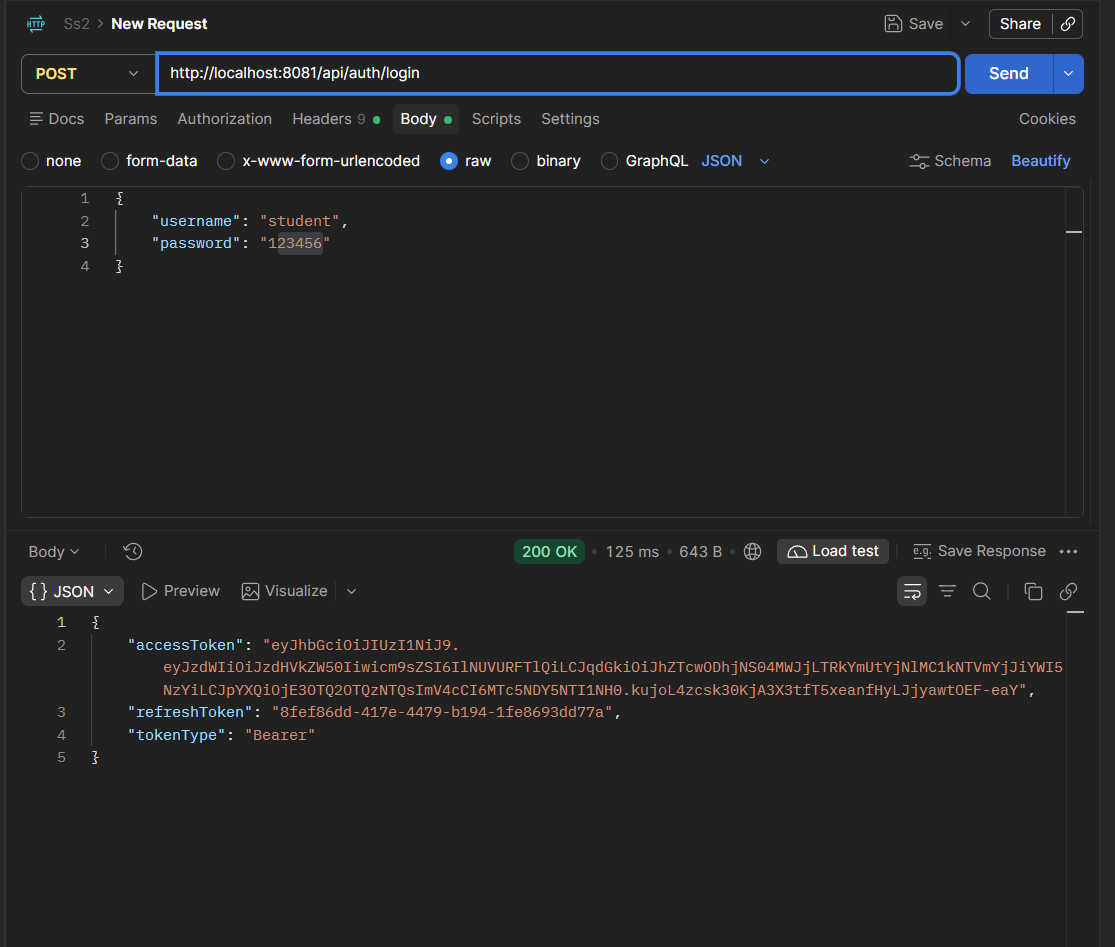 HTTP Ss2 > New Request Save Share
POST http://localhost:8081/api/auth/login Send
Docs Params Authorization Headers 9 Body Scripts Settings Cookies
none form-data x-www-form-urlencoded raw binary GraphQL JSON Schema Beautify
1 {
2 "username": "student",
3 "password": "123456"
4 }
Body 200 OK • 125 ms • 643 B • Load test e.g. Save Response
{} JSON Preview Visualize
1 {
2 "accessToken": "eyJhbGciOiJIUzI1NiJ9.
eyJzdWIiOiJzdHVkZW50Iiwicm9sZSI6IlNUVURFTlQiLCJqdGkiOiJhZTcwODhjNS04MWJjLTRkYmUtYjNlMC1kNTVmYjJiYWI5
NzYiLCJpYXQiOjE3OTQ2OTQzNTQsImV4cCI6MTc5NDY5NTI1NH0.kujoL4zcsk30KjA3X3tfT5xeanfHyLJjyawtOEF-eaY",
3 "refreshToken": "8fef86dd-417e-4479-b194-1fe8693dd77a",
4 "tokenType": "Bearer"
5 }